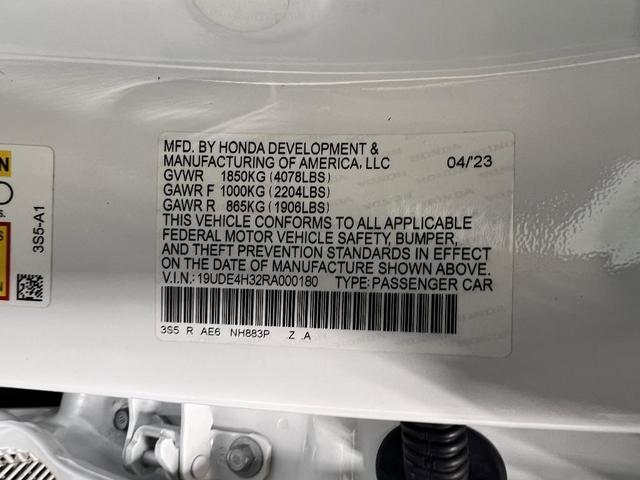 MFD. BY HONDA DEVELOPMENT &
MANUFACTURING OF AMERICA, LLC 04/'23
GVWR 1850KG (4078LBS)
GAWR F 1000KG (2204LBS)
GAWR R 865KG (1906LBS)
THIS VEHICLE CONFORMS TO ALL APPLICABLE
FEDERAL MOTOR VEHICLE SAFETY, BUMPER,
AND THEFT PREVENTION STANDARDS IN EFFECT
ON THE DATE OF MANUFACTURE SHOWN ABOVE.
V.I.N.: 19UDE4H32RA000180 TYPE: PASSENGER CAR
3S5 R AE6 NH883P Z .A
3S5-A1